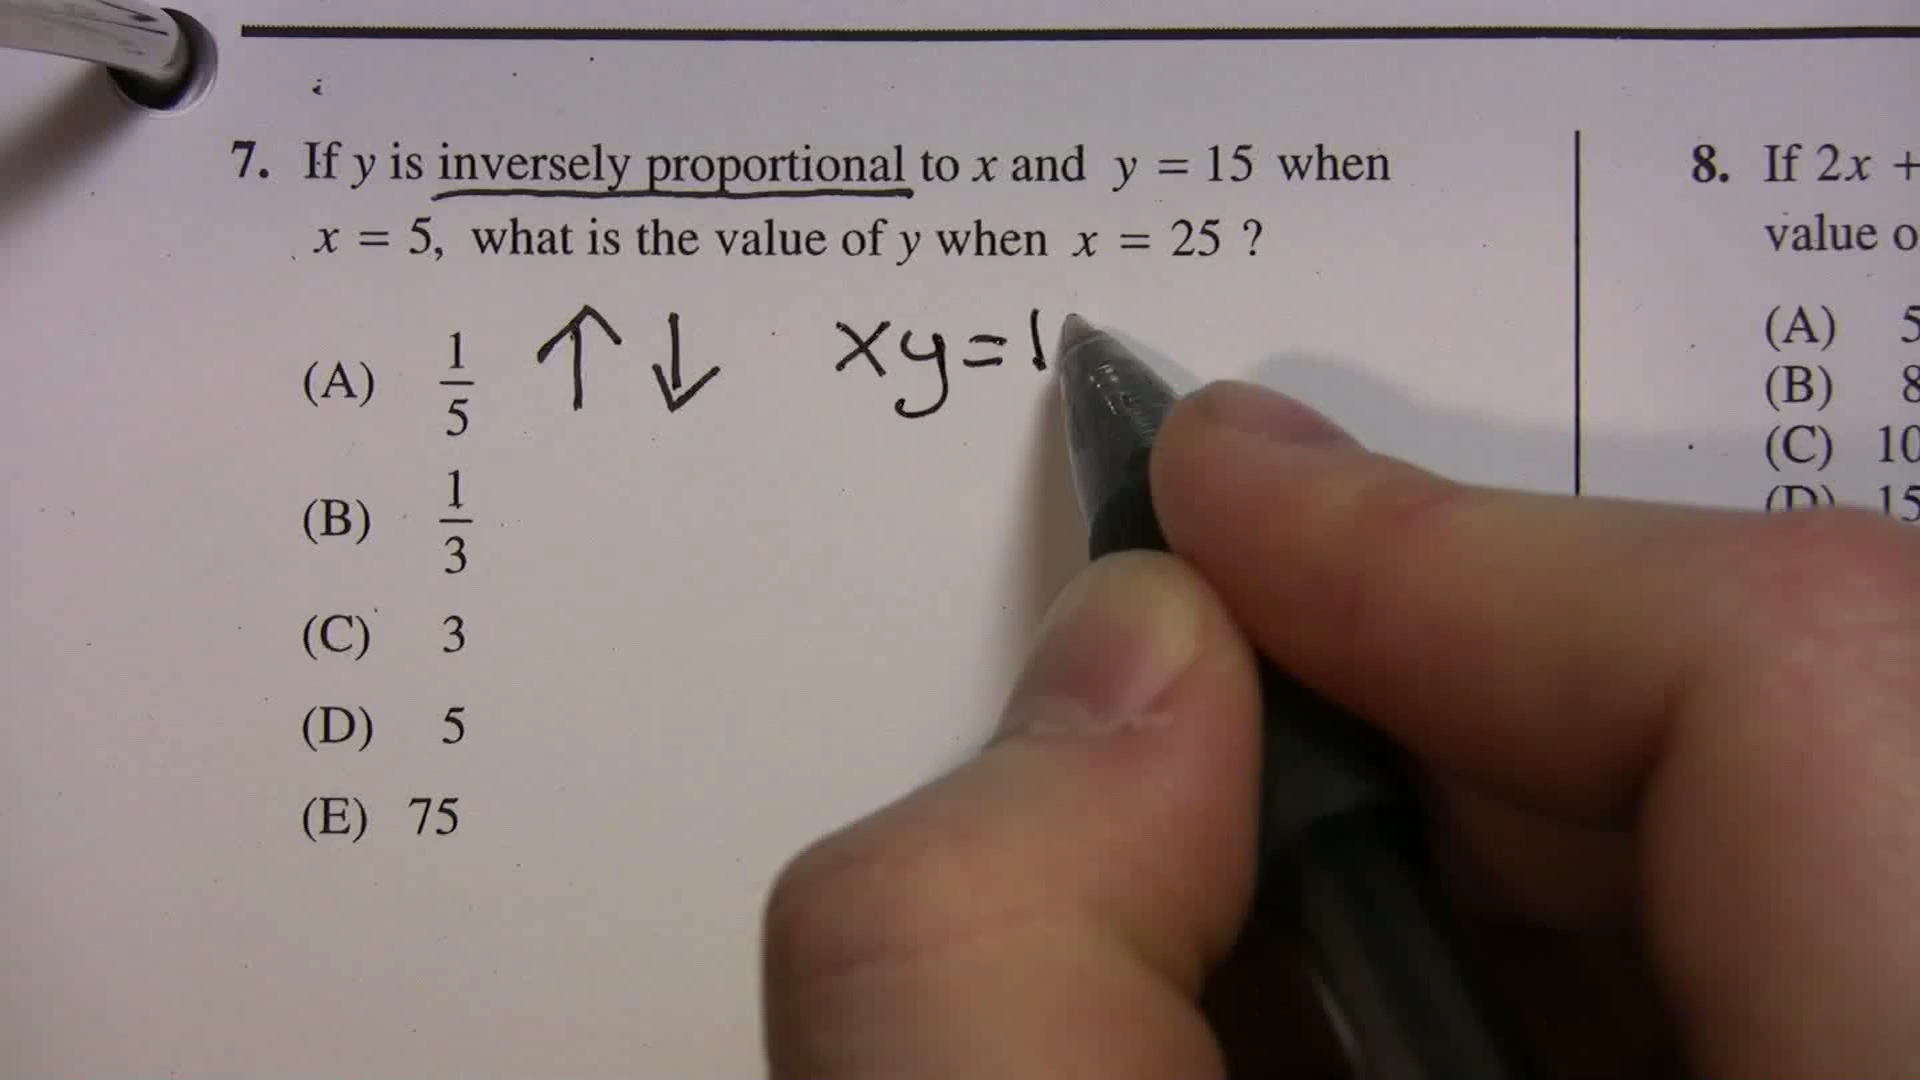 7. If y is inversely proportional to x and y = 15 when
x = 5, what is the value of y when x = 25 ?
(A) 1/5
(B) 1/3
(C) 3
(D) 5
(E) 75
↑ ↓ xy=
8. If 2x +
value o
(A) 5
(B) 8
(C) 10
(D) 15